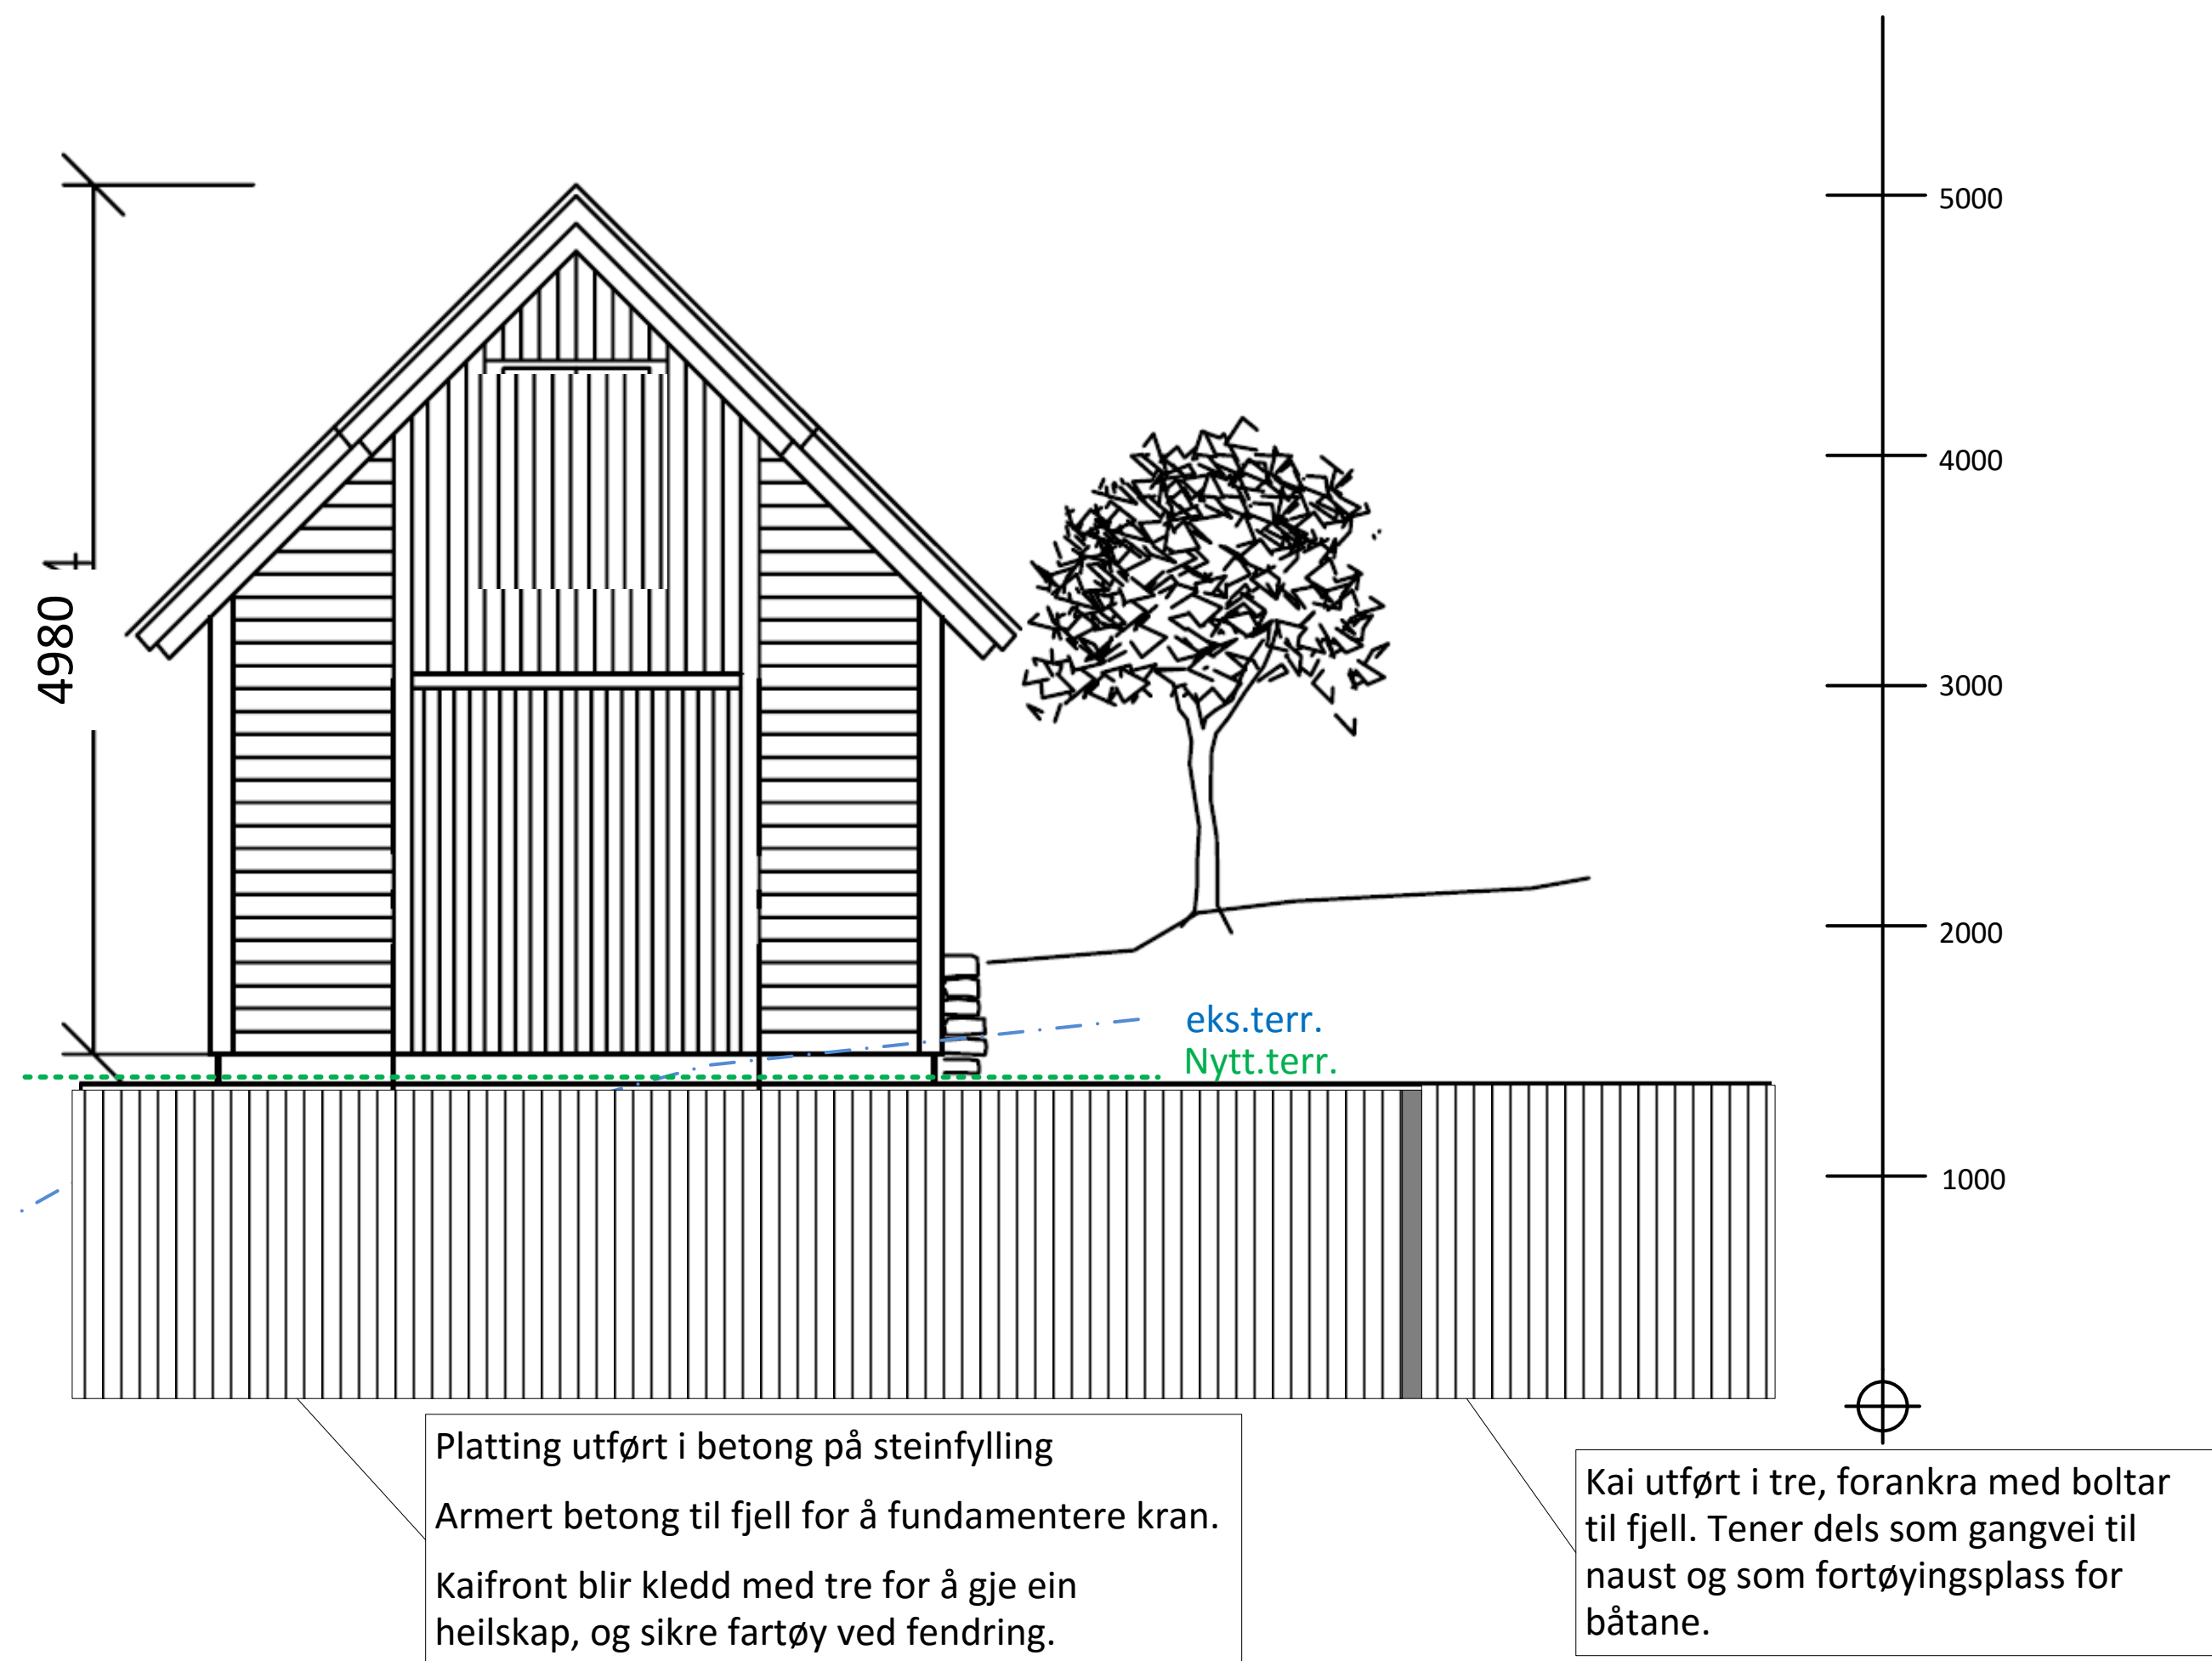 4980
5000
4000
3000
2000
1000
eks.terr.
Nytt.terr.
Platting utført i betong på steinfylling
Armert betong til fjell for å fundamentere kran.
Kaifront blir kledd med tre for å gje ein
heilskap, og sikre fartøy ved fendring.
Kai utført i tre, forankra med boltar
til fjell. Tener dels som gangvei til
naust og som fortøyingsplass for
båtane.